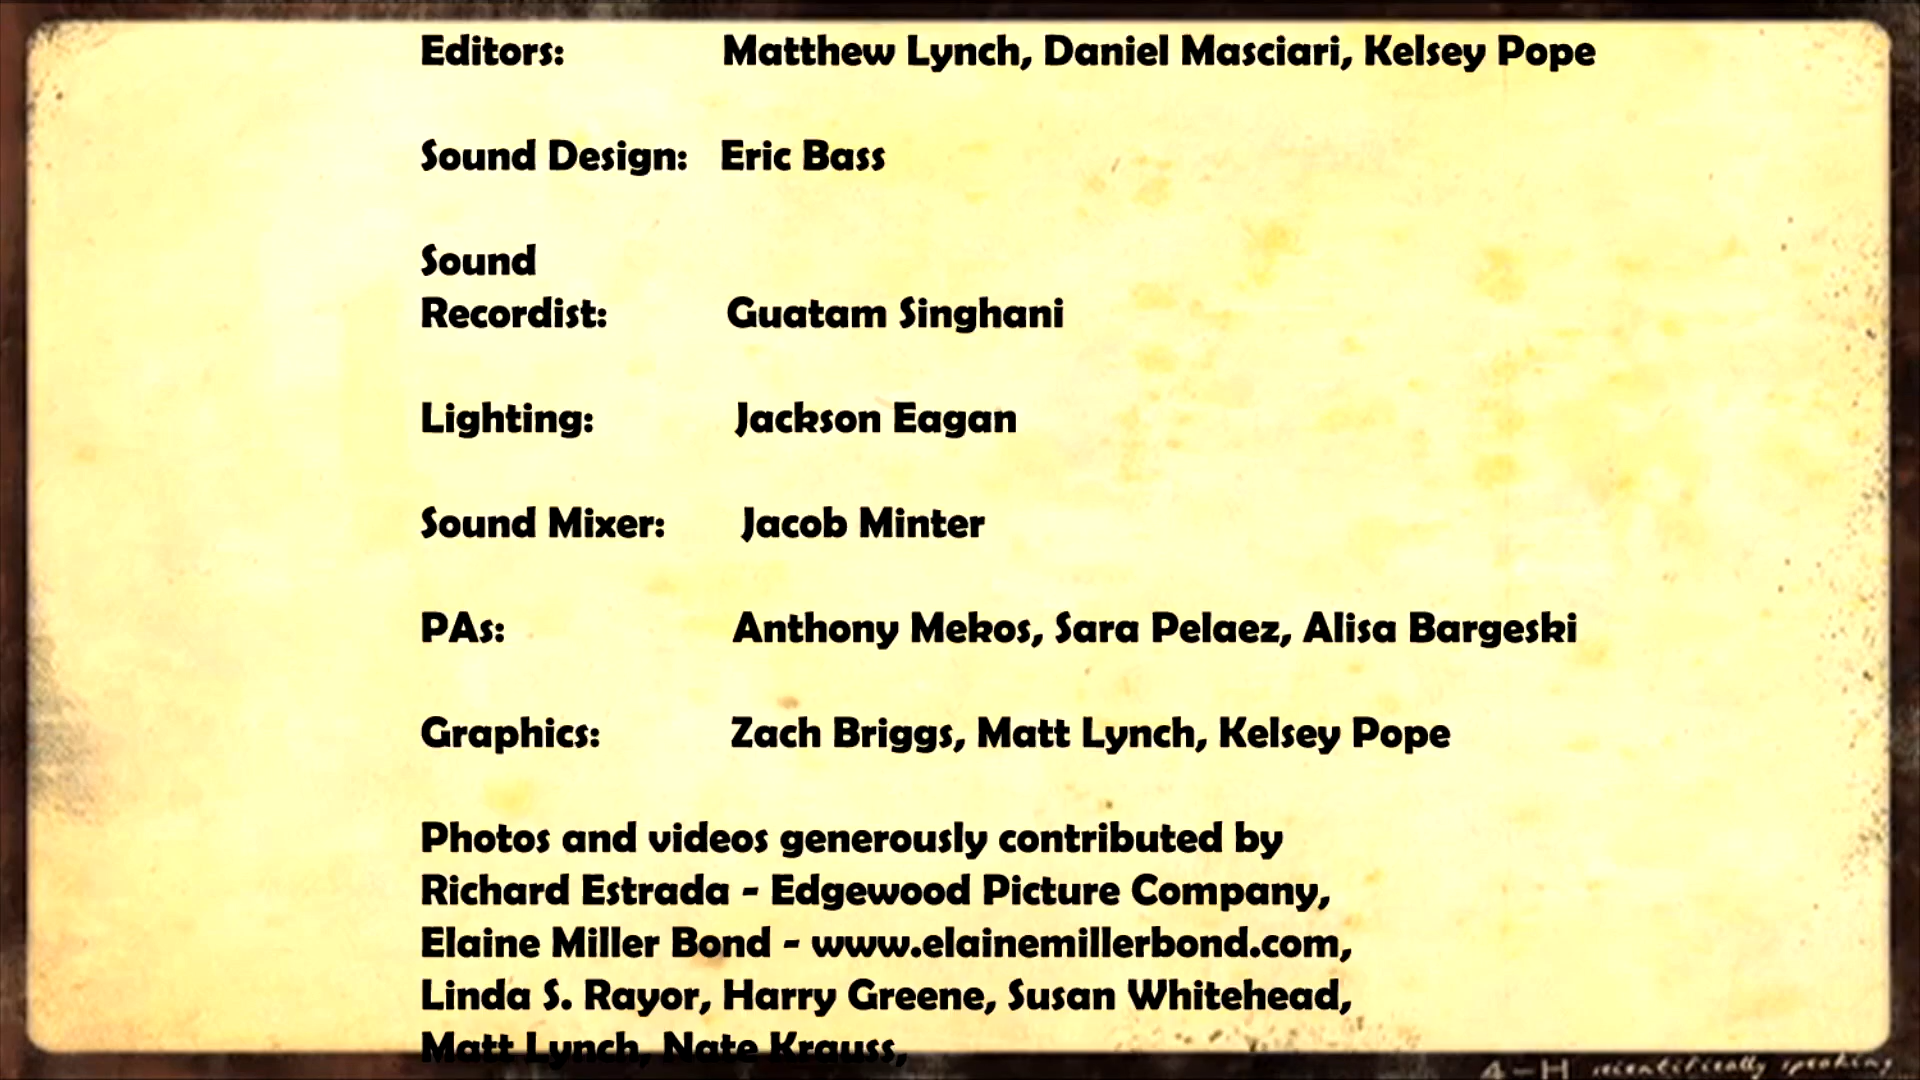 Editors: Matthew Lynch, Daniel Masciari, Kelsey Pope
Sound Design: Eric Bass
Sound
Recordist: Guatam Singhani
Lighting: Jackson Eagan
Sound Mixer: Jacob Minter
PAs: Anthony Mekos, Sara Pelaez, Alisa Bargeski
Graphics: Zach Briggs, Matt Lynch, Kelsey Pope
Photos and videos generously contributed by
Richard Estrada - Edgewood Picture Company,
Elaine Miller Bond - www.elainemillerbond.com,
Linda S. Rayor, Harry Greene, Susan Whitehead,
Matt Lynch, Nate Krauss,
4-H scientifically speaking